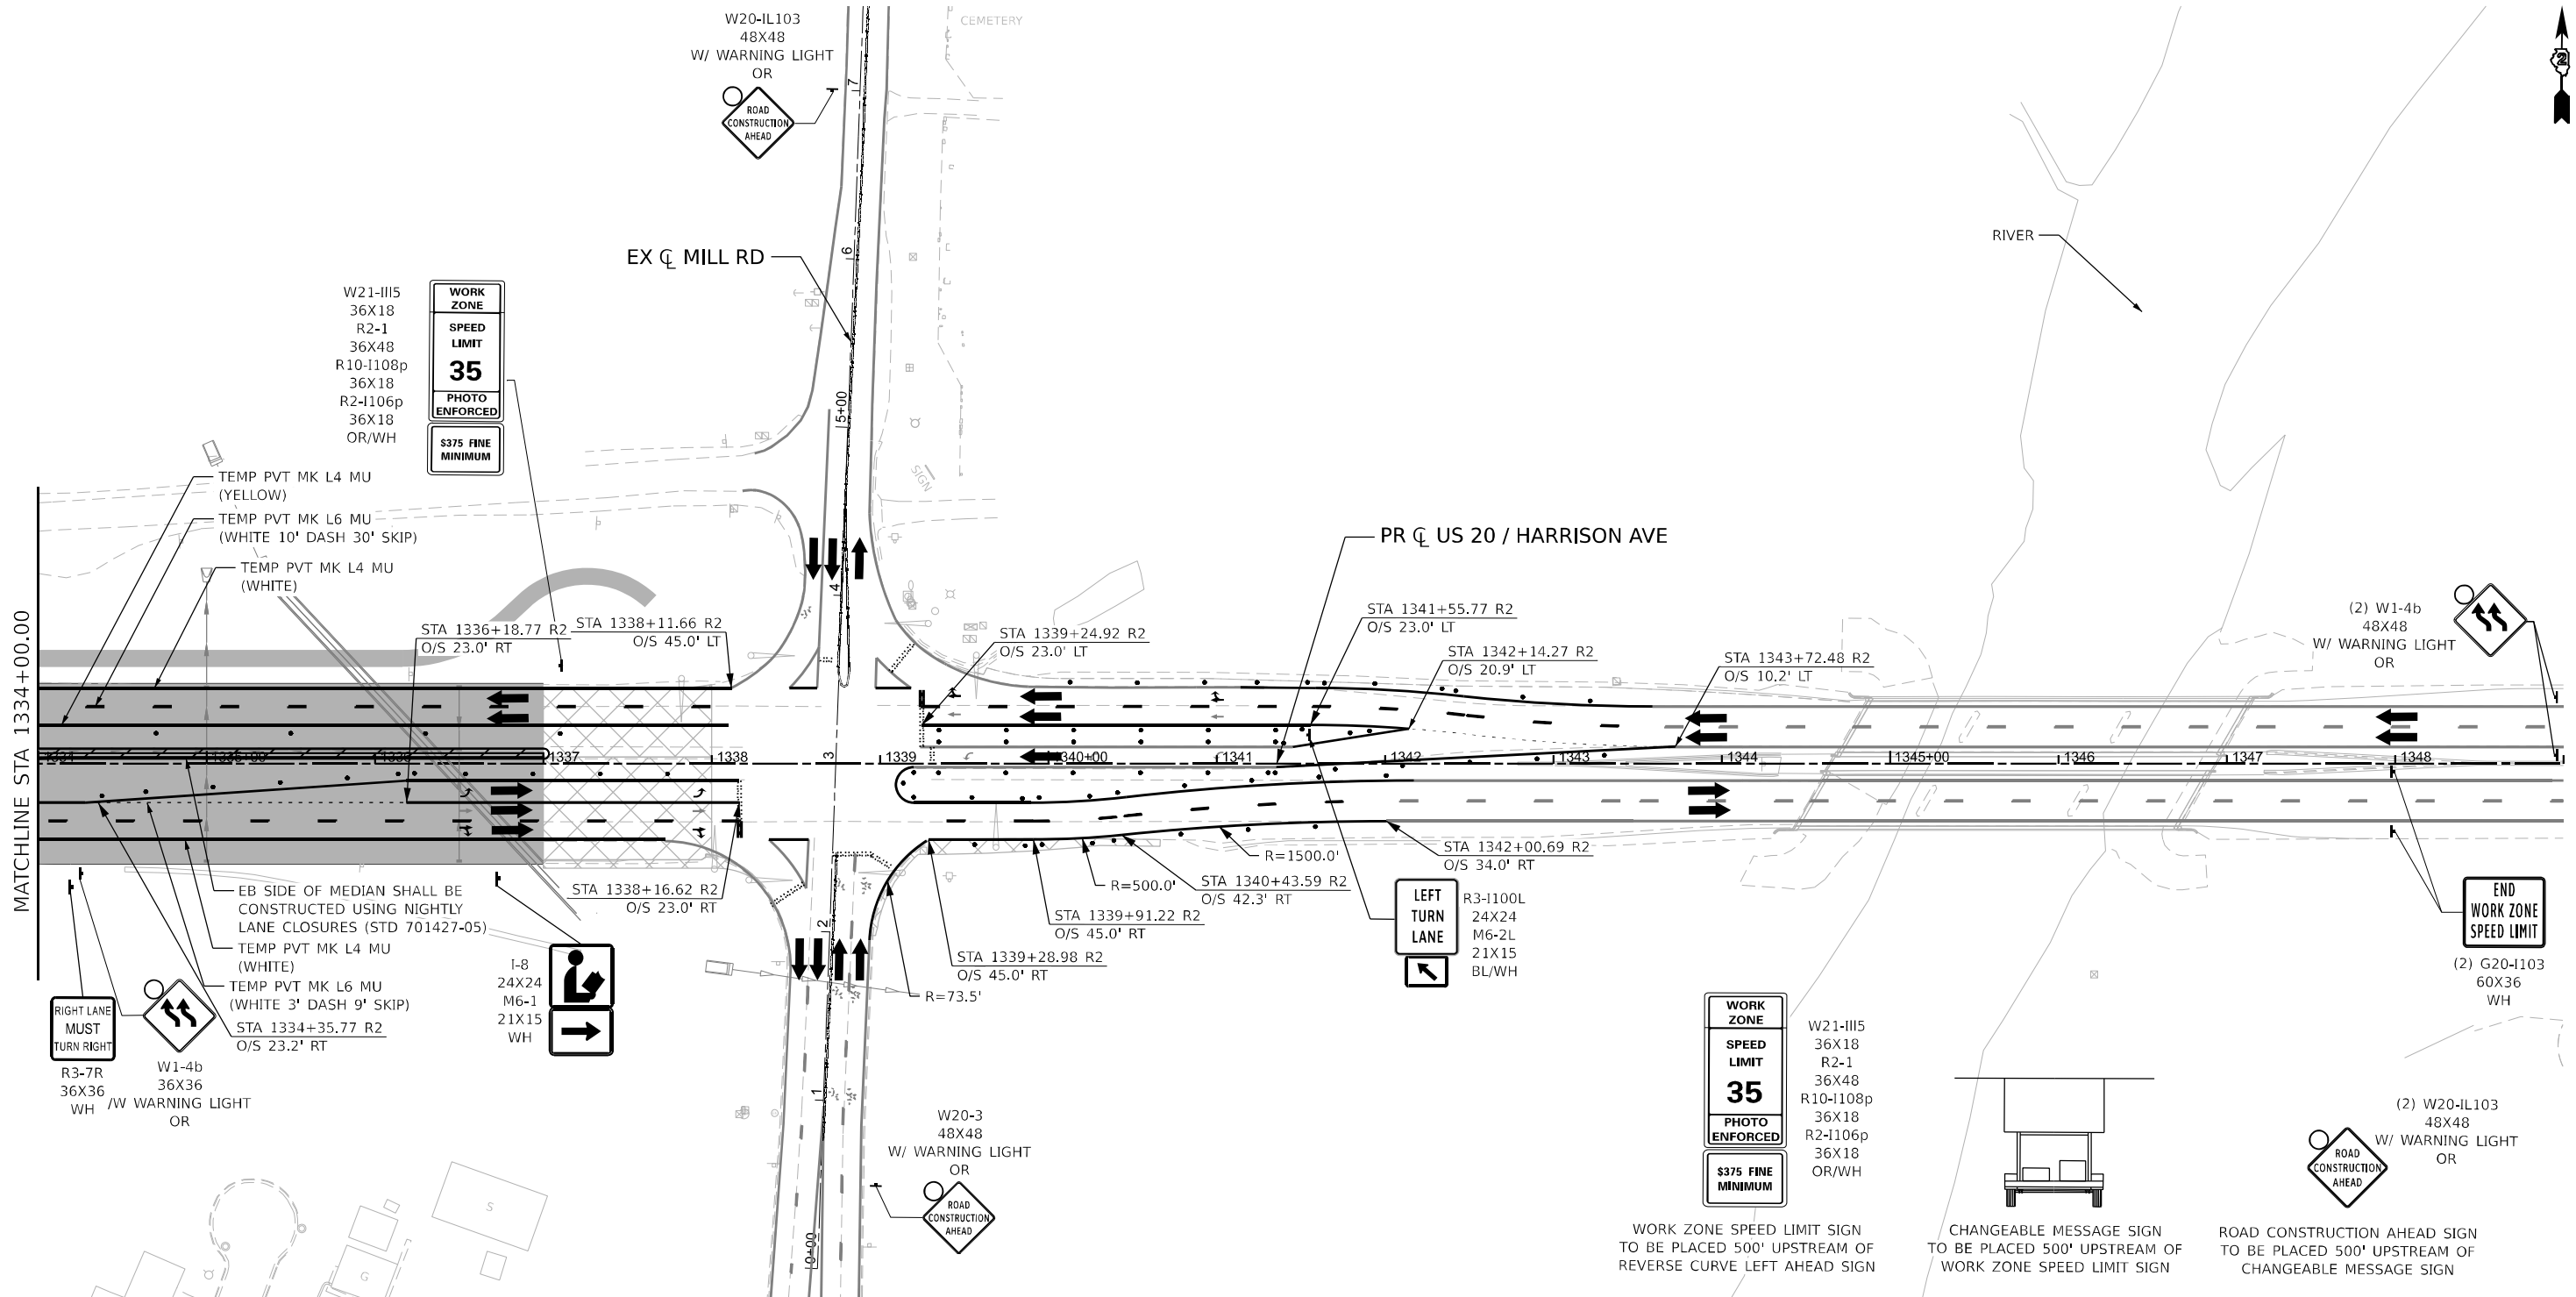 W20-IL103
48X48
W/ WARNING LIGHT
OR
ROAD
CONSTRUCTION
AHEAD
CEMETERY
2
7
6
5+00
4
3
2
1
0+00
EX ℄ MILL RD
W21-III5
36X18
R2-1
36X48
R10-I108p
36X18
R2-I106p
36X18
OR/WH
WORK
ZONE
SPEED
LIMIT
35
PHOTO
ENFORCED
$375 FINE
MINIMUM
RIVER
SIGN
MATCHLINE STA 1334+00.00
TEMP PVT MK L4 MU
(YELLOW)
TEMP PVT MK L6 MU
(WHITE 10' DASH 30' SKIP)
TEMP PVT MK L4 MU
(WHITE)
STA 1336+18.77 R2
O/S 23.0' RT
STA 1338+11.66 R2
O/S 45.0' LT
STA 1339+24.92 R2
O/S 23.0' LT
PR ℄ US 20 / HARRISON AVE
STA 1341+55.77 R2
O/S 23.0' LT
STA 1342+14.27 R2
O/S 20.9' LT
STA 1343+72.48 R2
O/S 10.2' LT
(2) W1-4b
48X48
W/ WARNING LIGHT
OR
1334
1335+00
1336
1337
1338
1339
1340+00
1341
1342
1343
1344
1345+00
1346
1347
1348
EB SIDE OF MEDIAN SHALL BE
CONSTRUCTED USING NIGHTLY
LANE CLOSURES (STD 701427-05)
TEMP PVT MK L4 MU
(WHITE)
TEMP PVT MK L6 MU
(WHITE 3' DASH 9' SKIP)
STA 1334+35.77 R2
O/S 23.2' RT
RIGHT LANE
MUST
TURN RIGHT
R3-7R
36X36
WH
W1-4b
36X36
/W WARNING LIGHT
OR
I-8
24X24
M6-1
21X15
WH
STA 1338+16.62 R2
O/S 23.0' RT
STA 1339+28.98 R2
O/S 45.0' RT
R=73.5'
STA 1339+91.22 R2
O/S 45.0' RT
R=500.0'
STA 1340+43.59 R2
O/S 42.3' RT
R=1500.0'
STA 1342+00.69 R2
O/S 34.0' RT
LEFT
TURN
LANE
R3-I100L
24X24
M6-2L
21X15
BL/WH
END
WORK ZONE
SPEED LIMIT
(2) G20-I103
60X36
WH
W20-3
48X48
W/ WARNING LIGHT
OR
ROAD
CONSTRUCTION
AHEAD
S
G
WORK
ZONE
SPEED
LIMIT
35
PHOTO
ENFORCED
$375 FINE
MINIMUM
W21-III5
36X18
R2-1
36X48
R10-I108p
36X18
R2-I106p
36X18
OR/WH
WORK ZONE SPEED LIMIT SIGN
TO BE PLACED 500' UPSTREAM OF
REVERSE CURVE LEFT AHEAD SIGN
CHANGEABLE MESSAGE SIGN
TO BE PLACED 500' UPSTREAM OF
WORK ZONE SPEED LIMIT SIGN
(2) W20-IL103
48X48
W/ WARNING LIGHT
OR
ROAD
CONSTRUCTION
AHEAD
ROAD CONSTRUCTION AHEAD SIGN
TO BE PLACED 500' UPSTREAM OF
CHANGEABLE MESSAGE SIGN